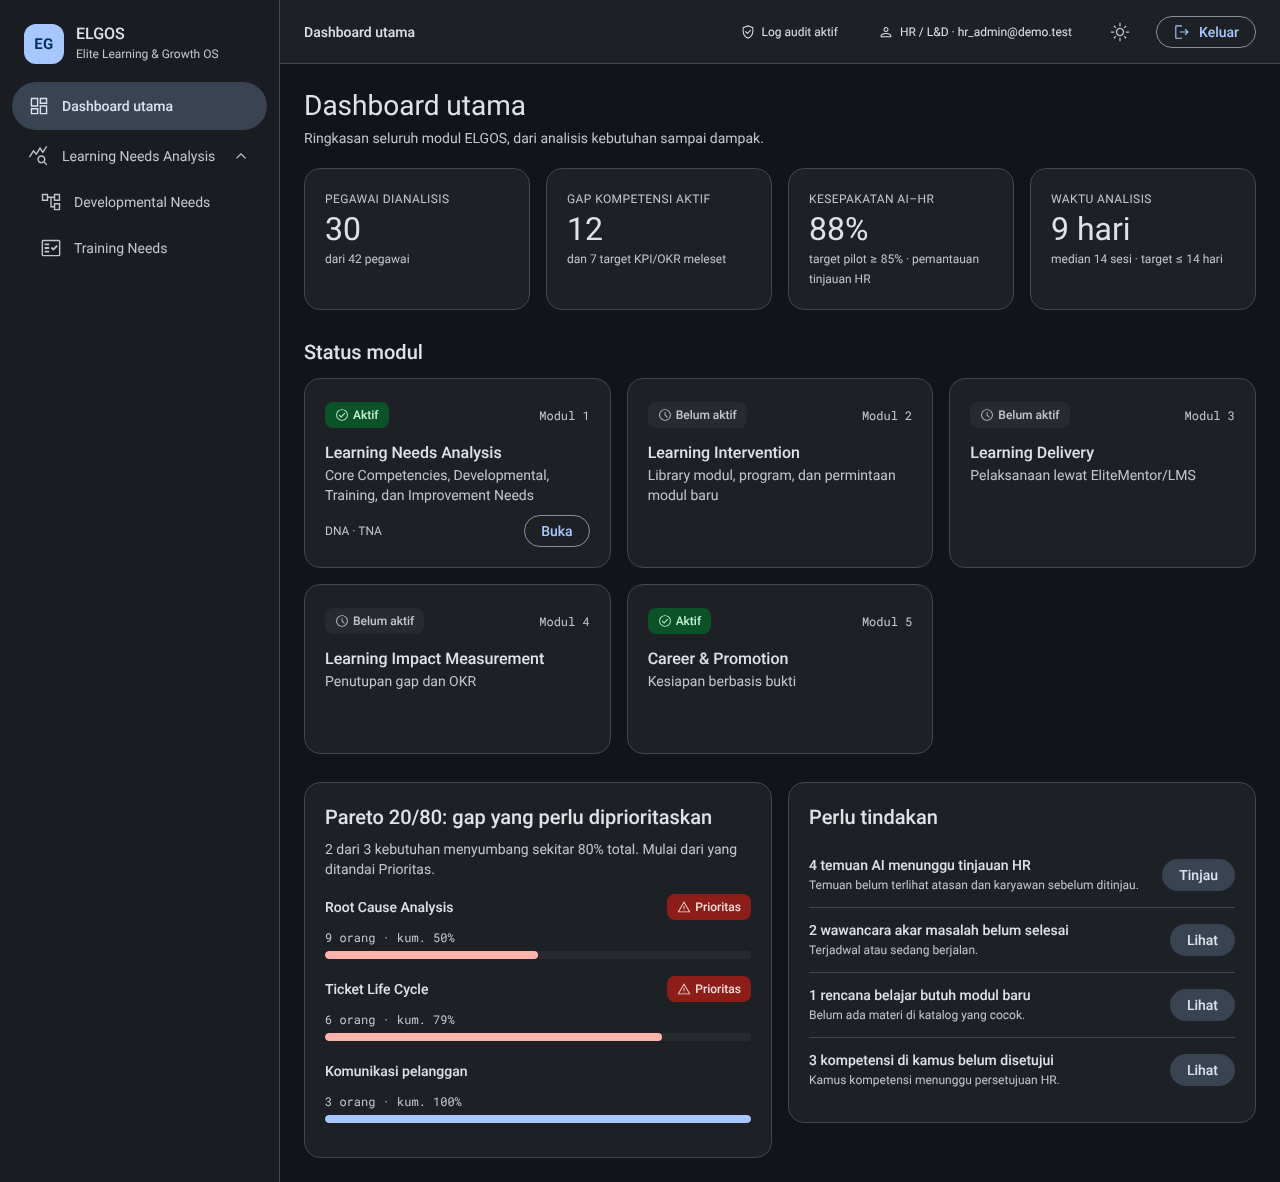 EG
ELGOS
Elite Learning & Growth OS
Dashboard utama
Learning Needs Analysis
Developmental Needs
Training Needs
Dashboard utama
Log audit aktif
HR / L&D · hr_admin@demo.test
Keluar
Dashboard utama
Ringkasan seluruh modul ELGOS, dari analisis kebutuhan sampai dampak.
PEGAWAI DIANALISIS
30
dari 42 pegawai
GAP KOMPETENSI AKTIF
12
dan 7 target KPI/OKR meleset
KESEPAKATAN AI–HR
88%
target pilot ≥ 85% · pemantauan
tinjauan HR
WAKTU ANALISIS
9 hari
median 14 sesi · target ≤ 14 hari
Status modul
Aktif
Modul 1
Learning Needs Analysis
Core Competencies, Developmental,
Training, dan Improvement Needs
DNA · TNA
Buka
Belum aktif
Modul 2
Learning Intervention
Library modul, program, dan permintaan
modul baru
Belum aktif
Modul 3
Learning Delivery
Pelaksanaan lewat EliteMentor/LMS
Belum aktif
Modul 4
Learning Impact Measurement
Penutupan gap dan OKR
Aktif
Modul 5
Career & Promotion
Kesiapan berbasis bukti
Pareto 20/80: gap yang perlu diprioritaskan
2 dari 3 kebutuhan menyumbang sekitar 80% total. Mulai dari yang
ditandai Prioritas.
Root Cause Analysis
Prioritas
9 orang · kum. 50%
Ticket Life Cycle
Prioritas
6 orang · kum. 79%
Komunikasi pelanggan
3 orang · kum. 100%
Perlu tindakan
4 temuan AI menunggu tinjauan HR
Temuan belum terlihat atasan dan karyawan sebelum ditinjau.
Tinjau
2 wawancara akar masalah belum selesai
Terjadwal atau sedang berjalan.
Lihat
1 rencana belajar butuh modul baru
Belum ada materi di katalog yang cocok.
Lihat
3 kompetensi di kamus belum disetujui
Kamus kompetensi menunggu persetujuan HR.
Lihat